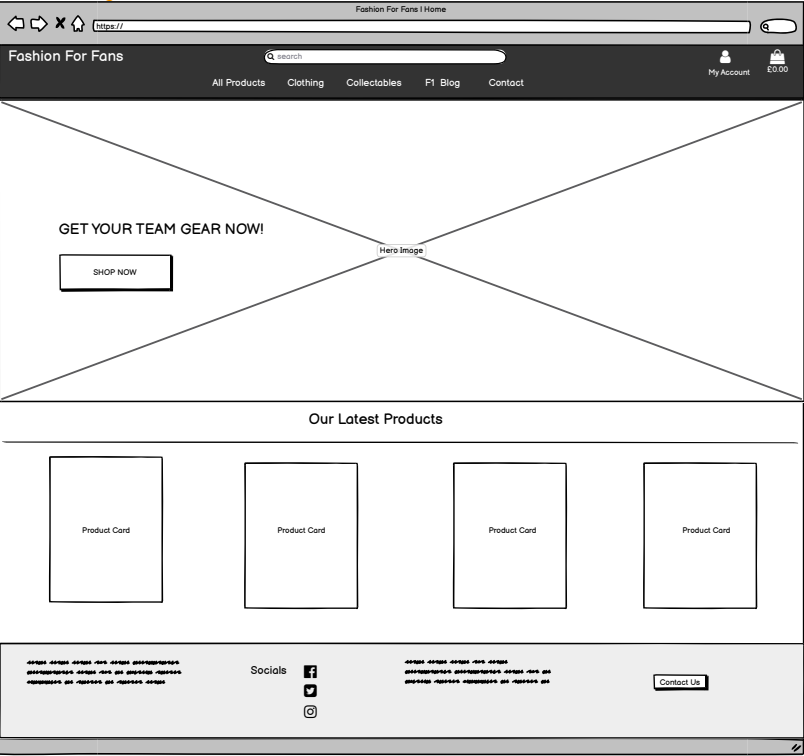 Fashion For Fans | Home
https://
Fashion For Fans
search
My Account
£0.00
All Products Clothing Collectables F1 Blog Contact
GET YOUR TEAM GEAR NOW!
Hero Image
SHOP NOW
Our Latest Products
Product Card Product Card Product Card Product Card
Socials
Contact Us